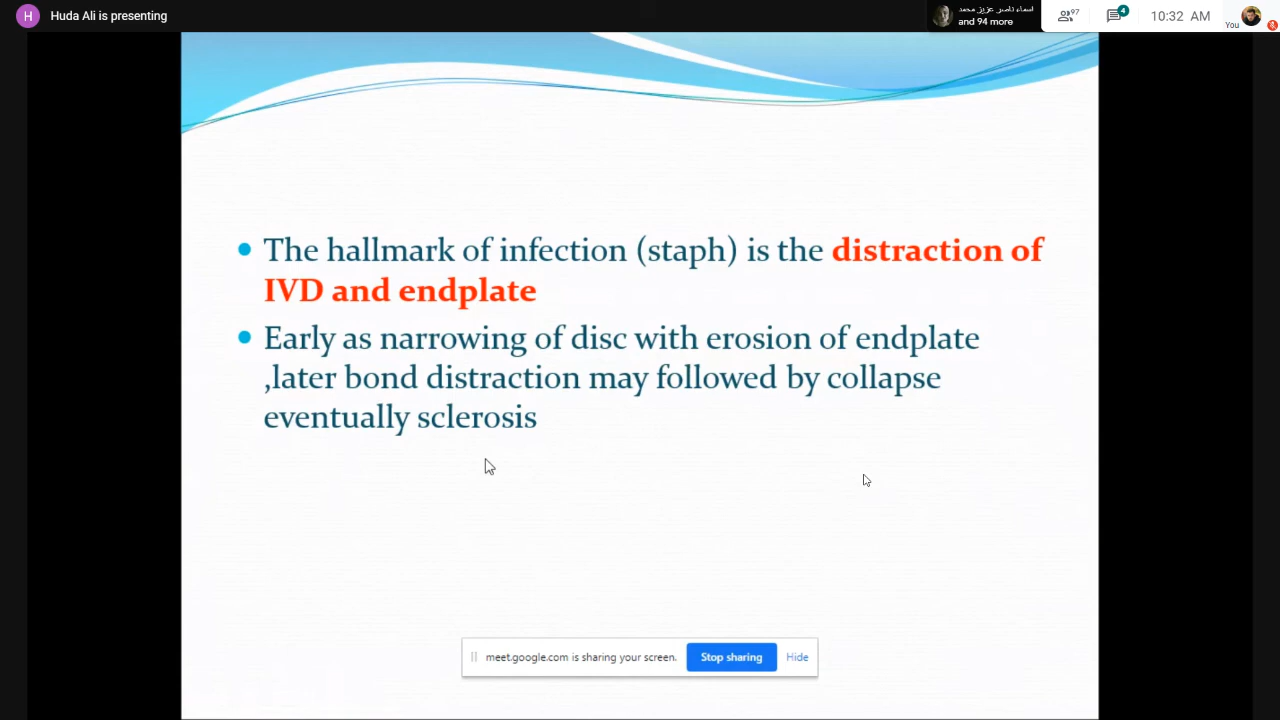 Huda Ali is presenting
اسماء ناصر عزيز محمد
and 94 more
97
4
10:32 AM
You
The hallmark of infection (staph) is the distraction of
IVD and endplate
Early as narrowing of disc with erosion of endplate
,later bond distraction may followed by collapse
eventually sclerosis
meet.google.com is sharing your screen.
Stop sharing
Hide